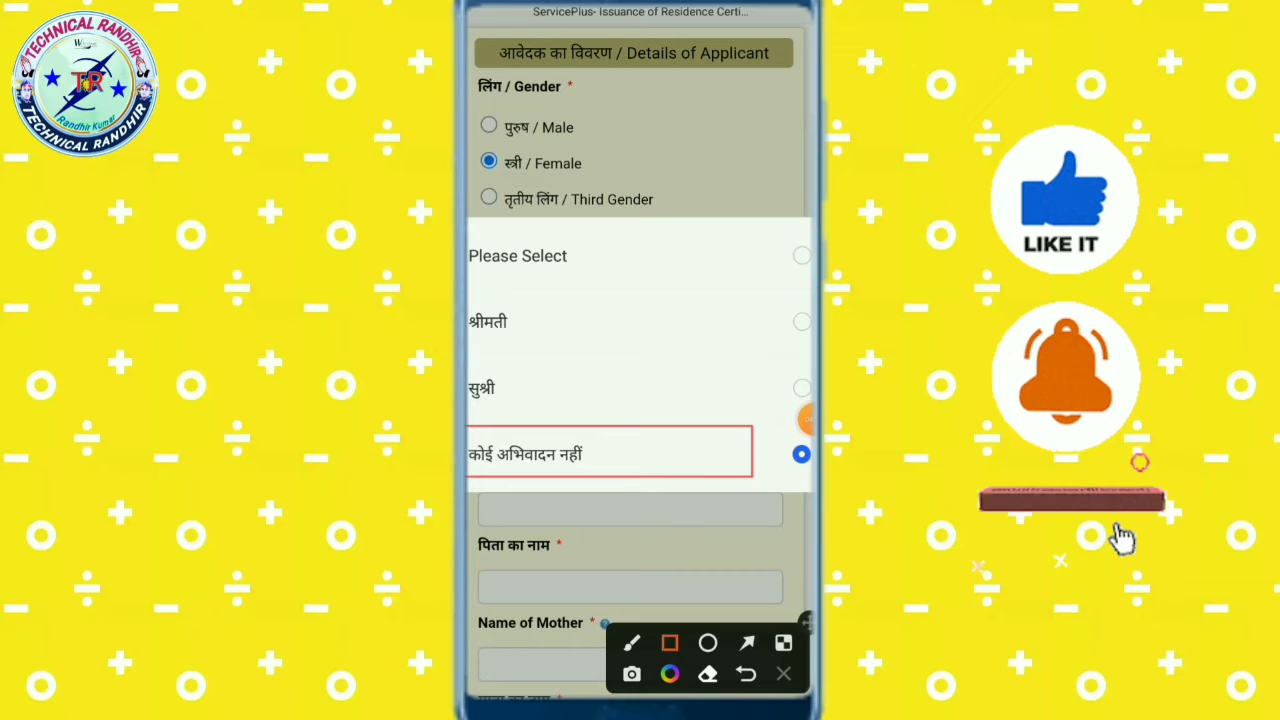 TECHNICAL RANDHIR
TR
Randhir Kumar
TECHNICAL RANDHIR
ServicePlus- Issuance of Residence Certi...
आवेदक का विवरण / Details of Applicant
लिंग / Gender *
पुरुष / Male
स्त्री / Female
तृतीय लिंग / Third Gender
Please Select
श्रीमती
सुश्री
कोई अभिवादन नहीं
पिता का नाम *
Name of Mother *
LIKE IT